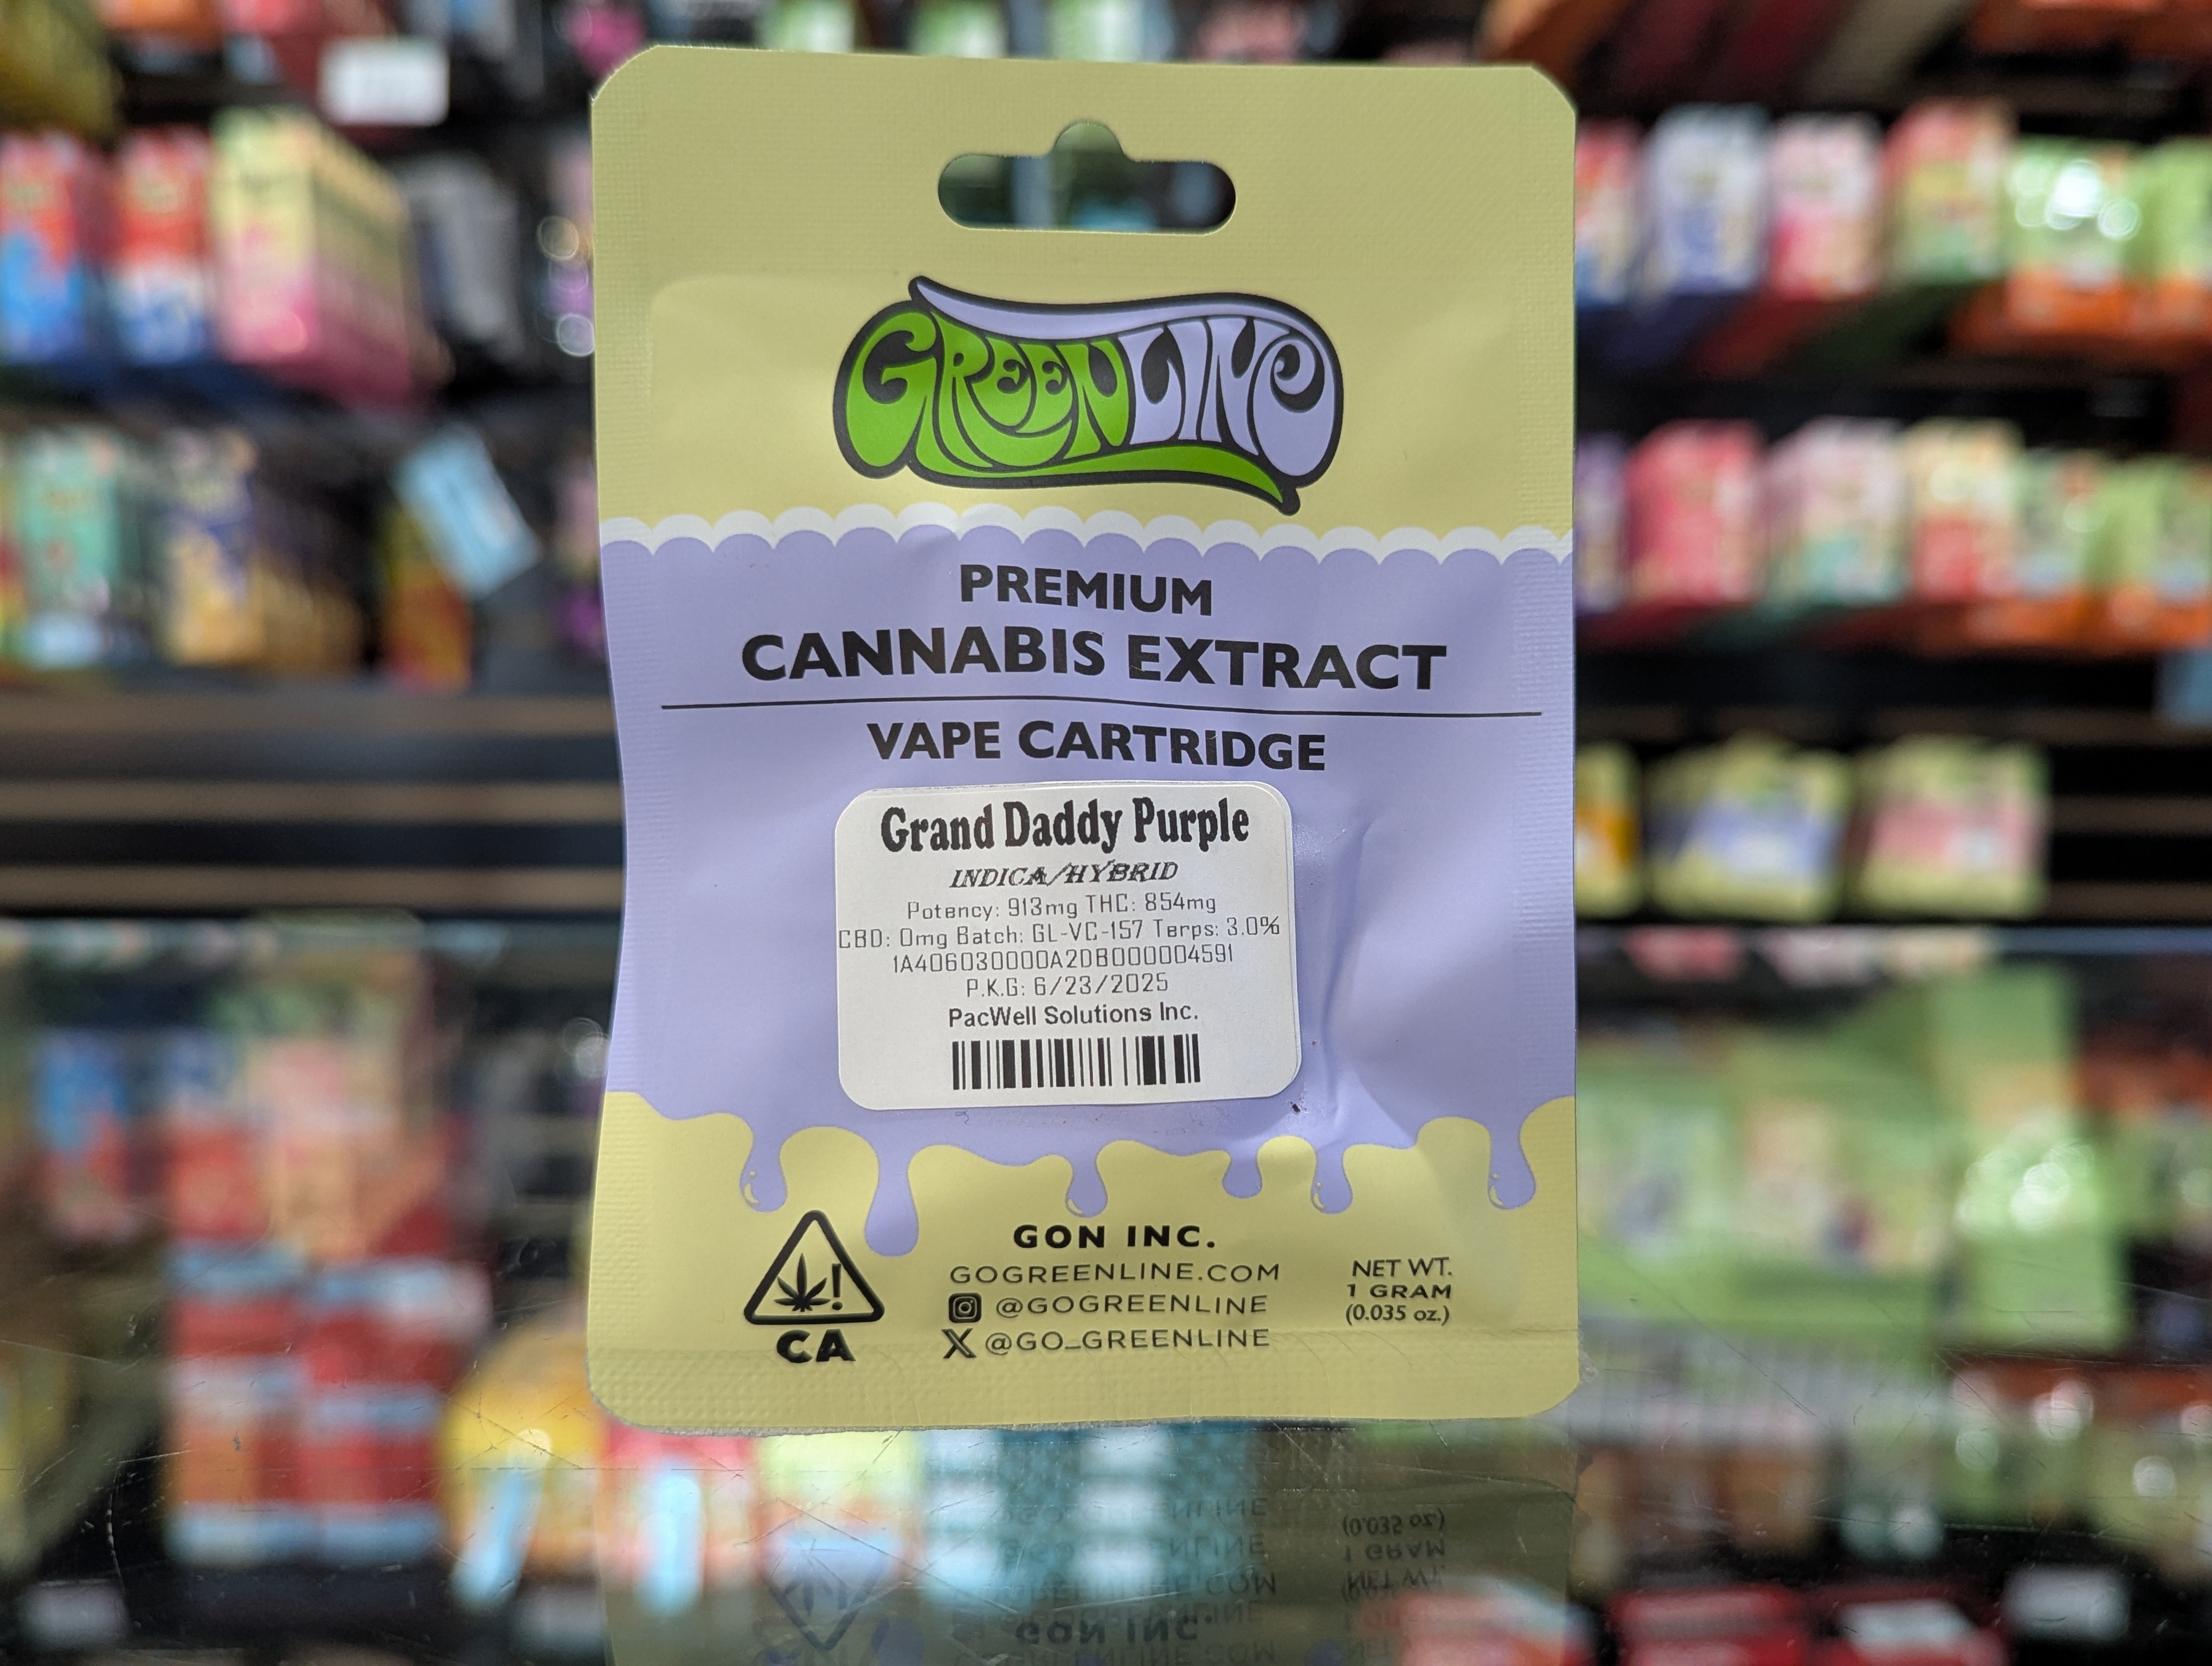 GREENLINE
PREMIUM
CANNABIS EXTRACT
VAPE CARTRIDGE
Grand Daddy Purple
INDICA/HYBRID
Potency: 913mg THC: 854mg
CBD: 0mg Batch: GL-VC-157 Terps: 3.0%
1A406030000A2DB000004591
P.K.G: 6/23/2025
PacWell Solutions Inc.
CA
GON INC.
GOGREENLINE.COM
@GOGREENLINE
@GO_GREENLINE
NET WT.
1 GRAM
(0.035 oz.)